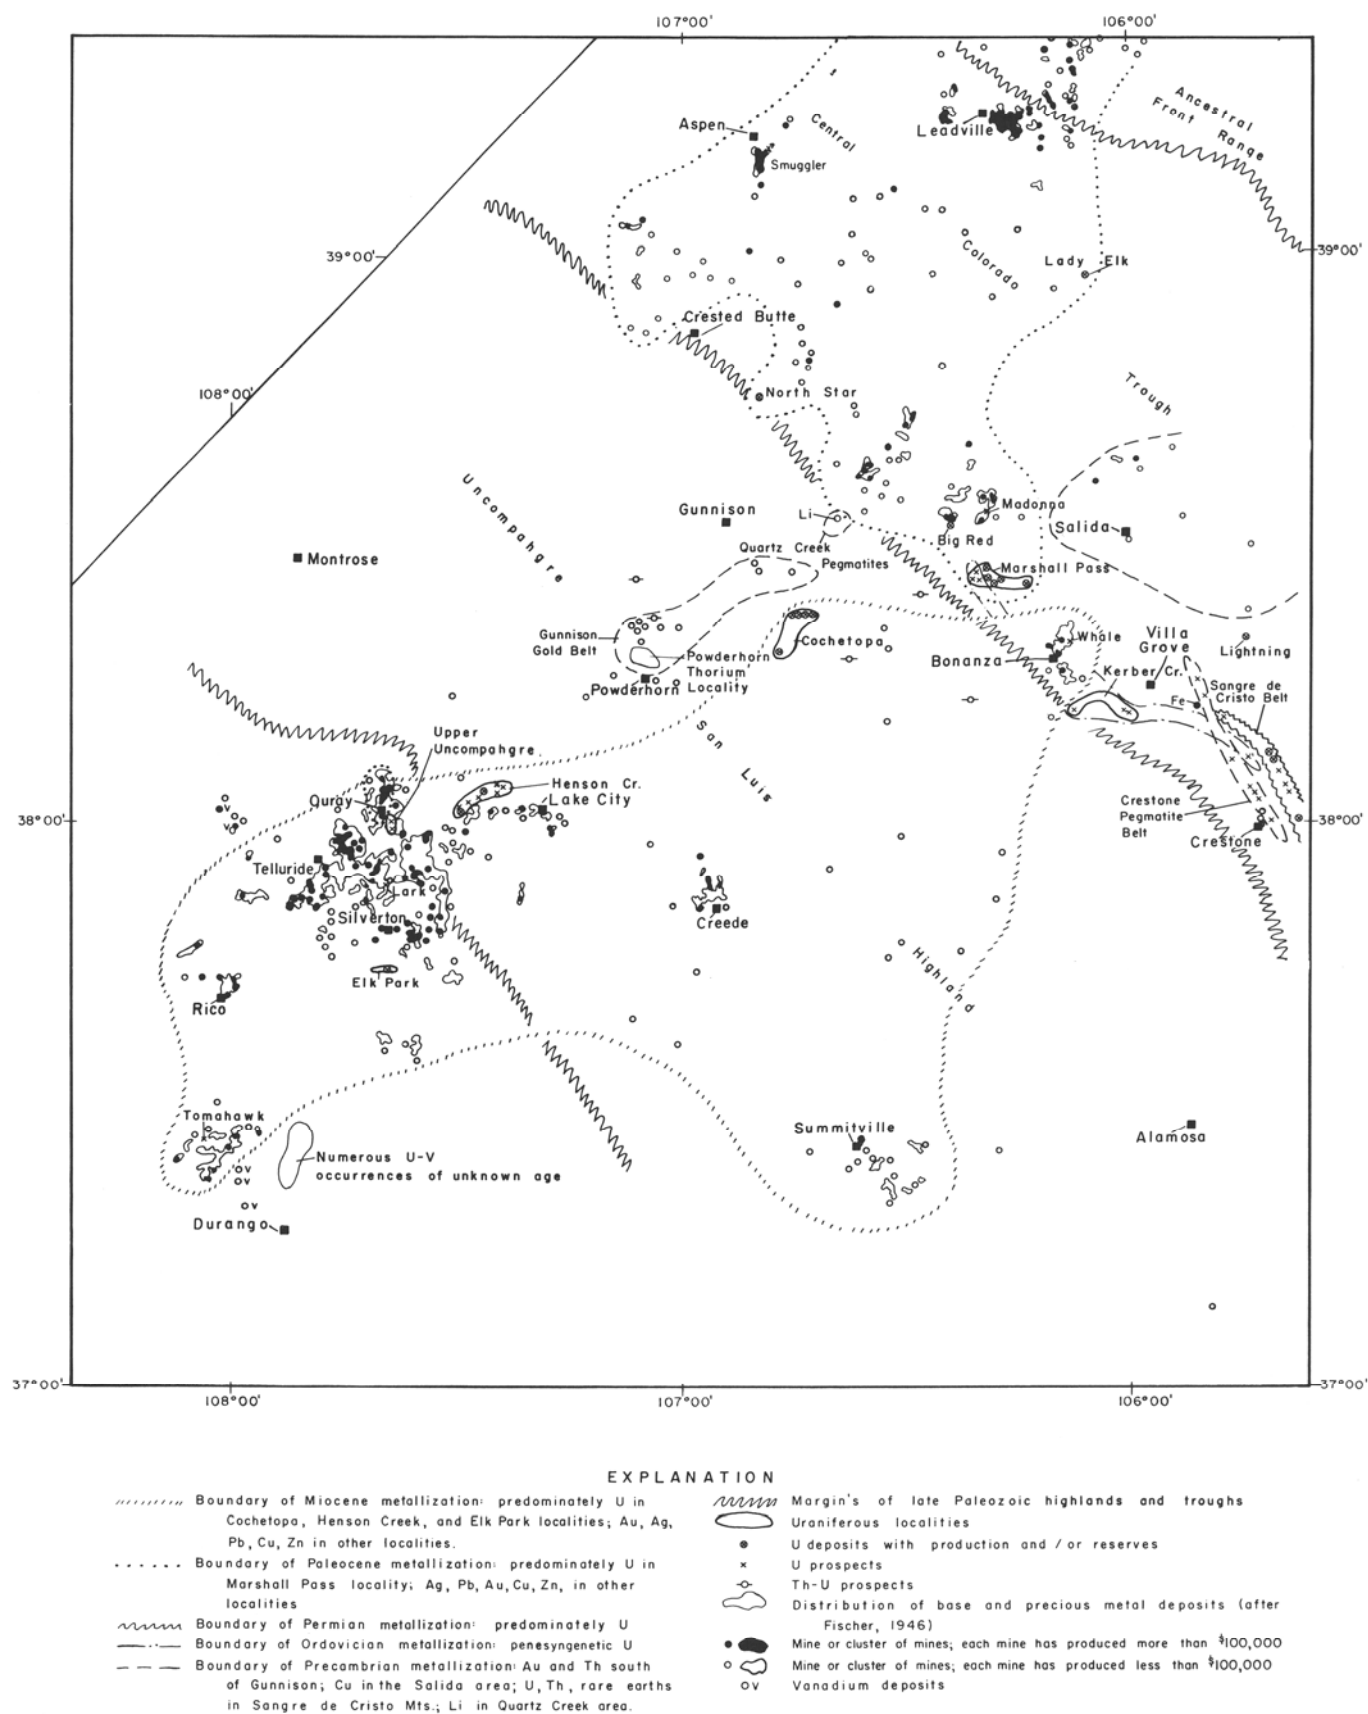 107°00'
106°00'
Ancestral
Front Range
Aspen
Central
Leadville
Smuggler
39°00'
39°00'
Colorado
Lady Elk
Crested Butte
108°00'
North Star
Trough
Uncompahgre
Gunnison
Li
Madonna
Salida
Montrose
Quartz Creek
Pegmatites
Big Red
Marshall Pass
Gunnison
Gold Belt
Cochetopa
Whale
Villa
Grove
Lightning
Powderhorn
Thorium
Locality
Bonanza
Kerber Cr.
Powderhorn
Fe
Sangre de
Cristo Belt
San
Luis
Upper
Uncompahgre
Henson Cr.
Lake City
Ouray
V
V
38°00'
38°00'
Crestone
Pegmatite
Belt
Crestone
Telluride
Lark
Silverton
Creede
Highland
Elk Park
Rico
Tomahawk
Summitville
Alamosa
Numerous U-V
occurrences of unknown age
V
V
V
Durango
37°00'
37°00'
108°00'
107°00'
106°00'
EXPLANATION
Boundary of Miocene metallization: predominately U in
Cochetopa, Henson Creek, and Elk Park localities; Au, Ag,
Pb, Cu, Zn in other localities.
Boundary of Paleocene metallization: predominately U in
Marshall Pass locality; Ag, Pb, Au, Cu, Zn, in other
localities
Boundary of Permian metallization: predominately U
Boundary of Ordovician metallization: penesyngenetic U
Boundary of Precambrian metallization: Au and Th south
of Gunnison; Cu in the Salida area; U, Th, rare earths
in Sangre de Cristo Mts.; Li in Quartz Creek area.
Margin's of late Paleozoic highlands and troughs
Uraniferous localities
U deposits with production and / or reserves
U prospects
Th-U prospects
Distribution of base and precious metal deposits (after
Fischer, 1946)
Mine or cluster of mines; each mine has produced more than $100,000
Mine or cluster of mines; each mine has produced less than $100,000
V Vanadium deposits